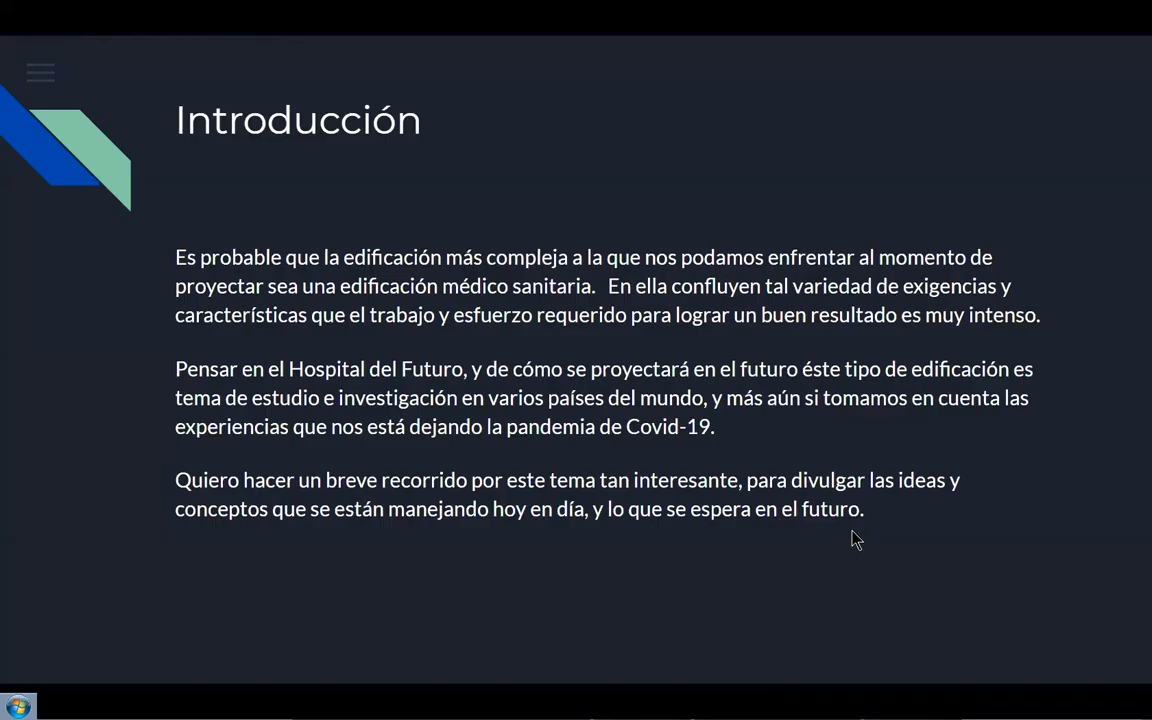 Introducción
Es probable que la edificación más compleja a la que nos podamos enfrentar al momento de
proyectar sea una edificación médico sanitaria.  En ella confluyen tal variedad de exigencias y
características que el trabajo y esfuerzo requerido para lograr un buen resultado es muy intenso.
Pensar en el Hospital del Futuro, y de cómo se proyectará en el futuro éste tipo de edificación es
tema de estudio e investigación en varios países del mundo, y más aún si tomamos en cuenta las
experiencias que nos está dejando la pandemia de Covid-19.
Quiero hacer un breve recorrido por este tema tan interesante, para divulgar las ideas y
conceptos que se están manejando hoy en día, y lo que se espera en el futuro.